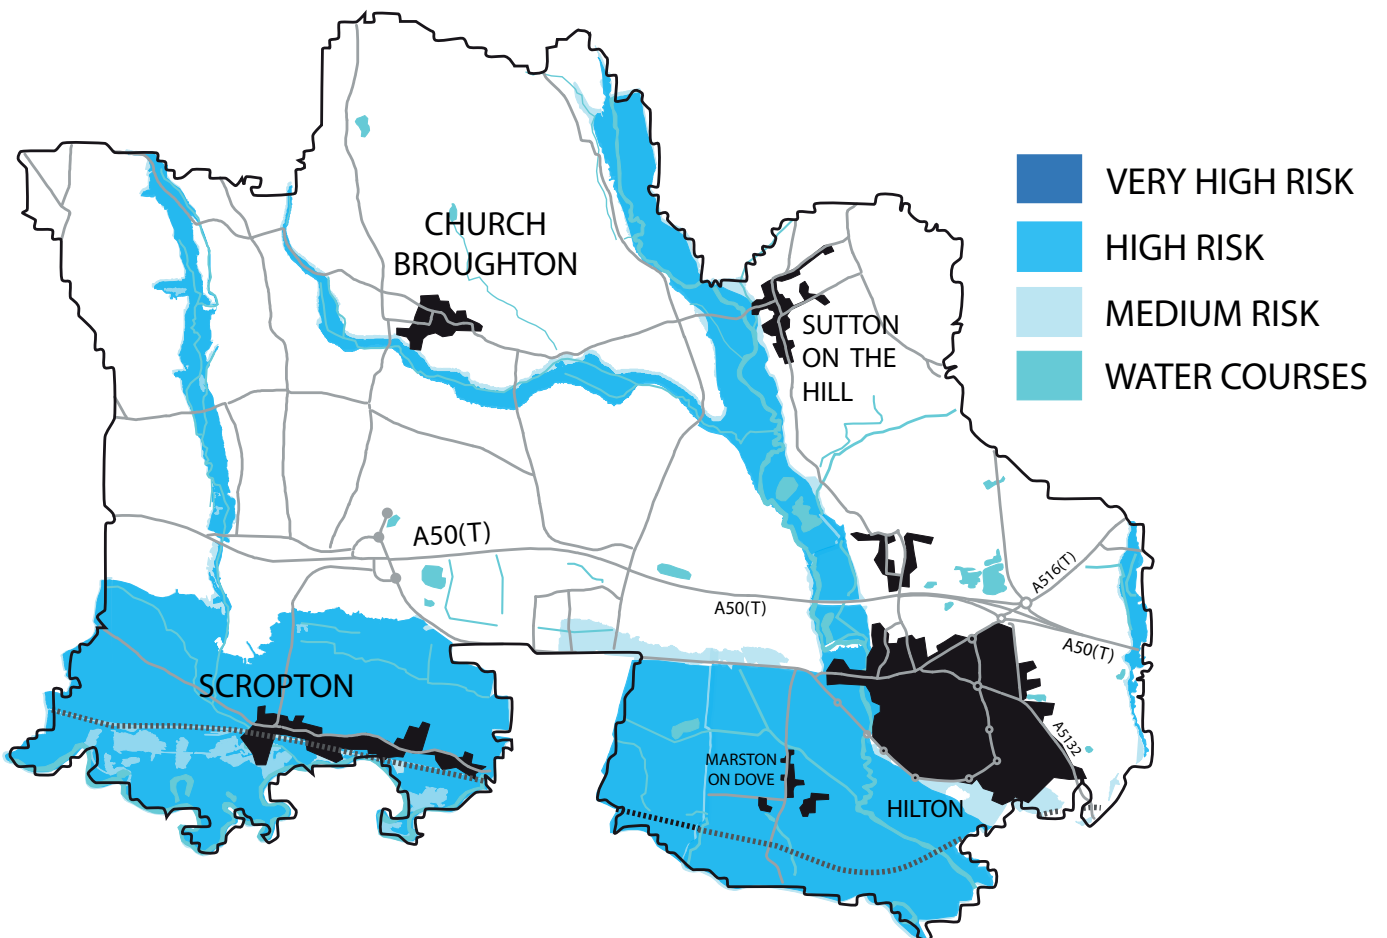 CHURCH
BROUGHTON
SUTTON
ON THE
HILL
VERY HIGH RISK
HIGH RISK
MEDIUM RISK
WATER COURSES
A50(T)
A50(T)
A516(T)
A50(T)
SCROPTON
MARSTON
ON DOVE
HILTON
A5132